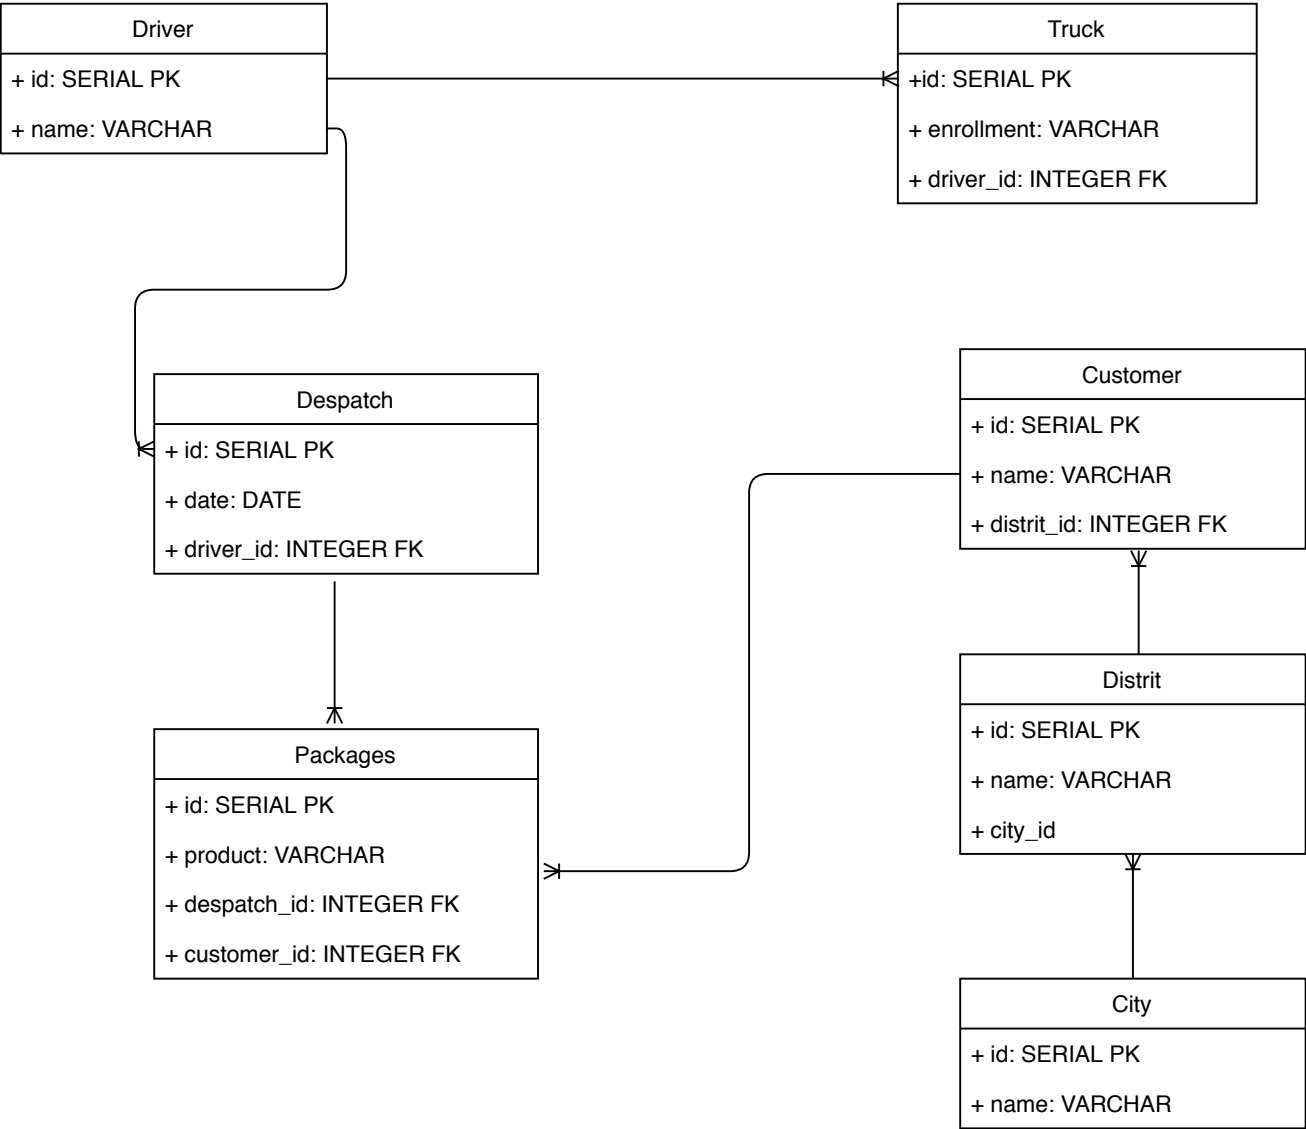 Driver
+ id: SERIAL PK
+ name: VARCHAR
Truck
+id: SERIAL PK
+ enrollment: VARCHAR
+ driver_id: INTEGER FK
Despatch
+ id: SERIAL PK
+ date: DATE
+ driver_id: INTEGER FK
Customer
+ id: SERIAL PK
+ name: VARCHAR
+ distrit_id: INTEGER FK
Packages
+ id: SERIAL PK
+ product: VARCHAR
+ despatch_id: INTEGER FK
+ customer_id: INTEGER FK
Distrit
+ id: SERIAL PK
+ name: VARCHAR
+ city_id
City
+ id: SERIAL PK
+ name: VARCHAR